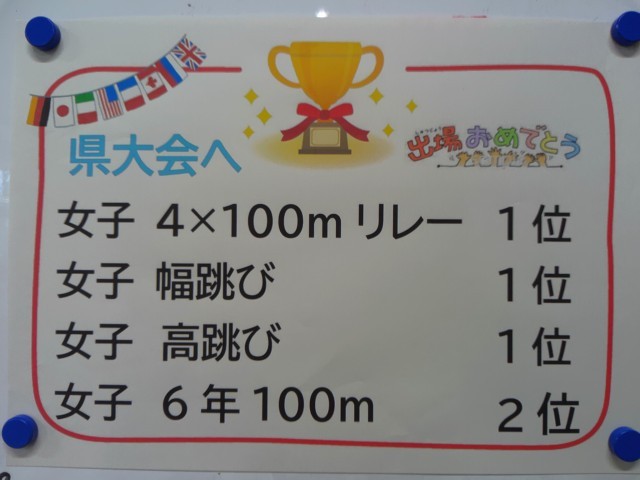 県大会へ
出場おめでとう
女子 4×100mリレー 1位
女子 幅跳び 1位
女子 高跳び 1位
女子 6年100m 2位